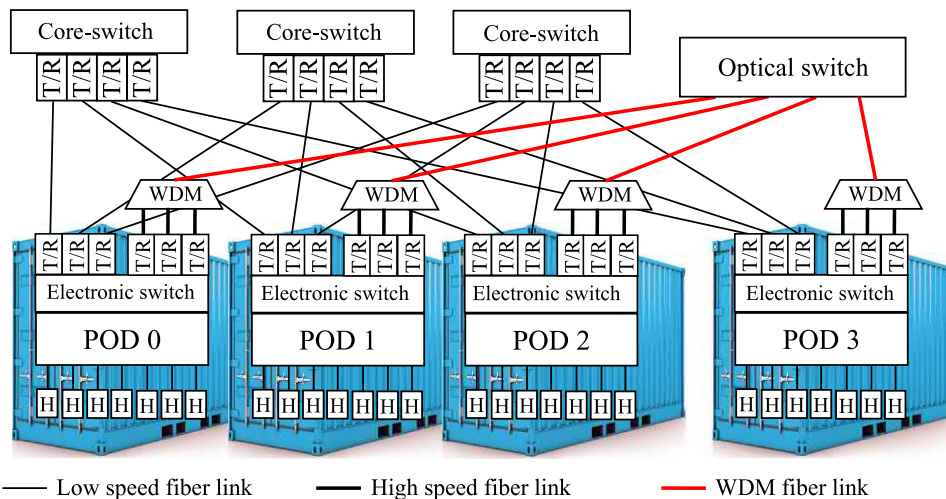 Core-switch
Core-switch
Core-switch
T/R T/R T/R T/R
T/R T/R T/R T/R
T/R T/R T/R T/R
Optical switch
WDM
WDM
WDM
WDM
T/R T/R T/R T/R T/R T/R
T/R T/R T/R T/R T/R T/R
T/R T/R T/R T/R T/R T/R
T/R T/R T/R T/R T/R T/R
Electronic switch
Electronic switch
Electronic switch
Electronic switch
POD 0
POD 1
POD 2
POD 3
H H H H H H H
H H H H H H H
H H H H H H H
H H H H H H H
Low speed fiber link
High speed fiber link
WDM fiber link